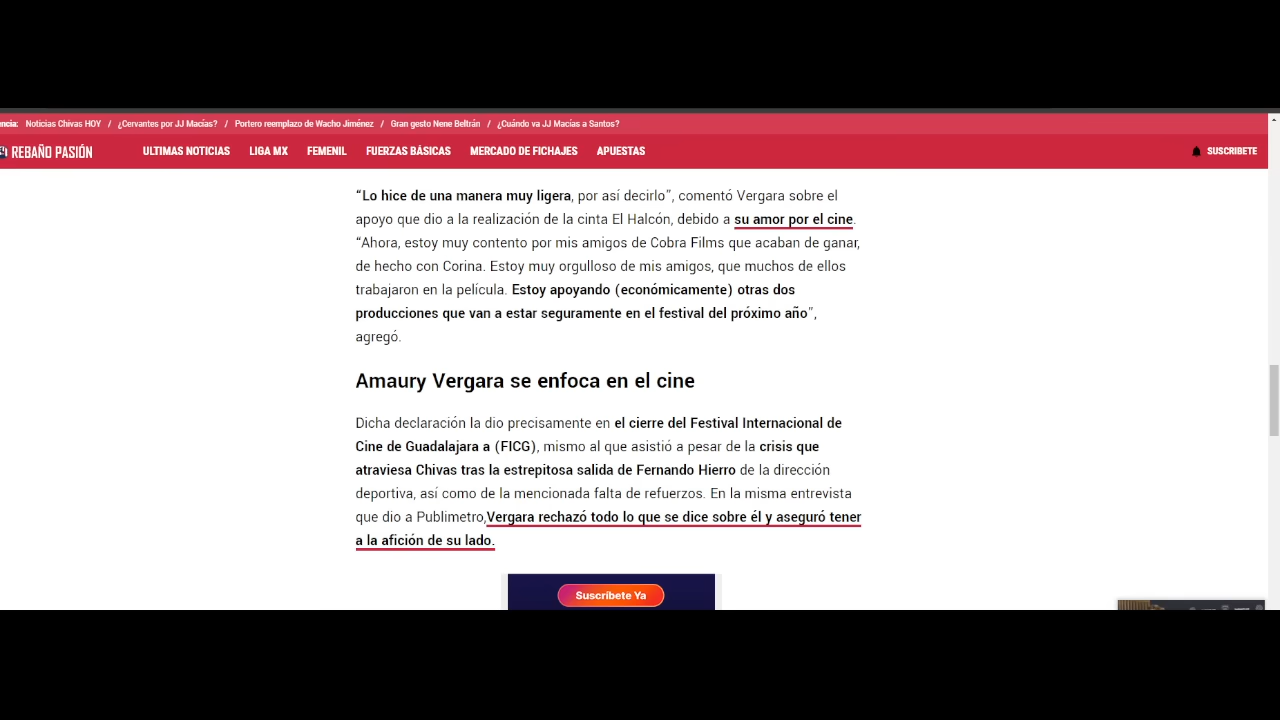 encia: Noticias Chivas HOY / ¿Cervantes por JJ Macías? / Portero reemplazo de Wacho Jiménez / Gran gesto Nene Beltrán / ¿Cuándo va JJ Macías a Santos?
REBAÑO PASIÓN ULTIMAS NOTICIAS LIGA MX FEMENIL FUERZAS BÁSICAS MERCADO DE FICHAJES APUESTAS SUSCRIBETE
“Lo hice de una manera muy ligera, por así decirlo”, comentó Vergara sobre el
apoyo que dio a la realización de la cinta El Halcón, debido a su amor por el cine.
“Ahora, estoy muy contento por mis amigos de Cobra Films que acaban de ganar,
de hecho con Corina. Estoy muy orgulloso de mis amigos, que muchos de ellos
trabajaron en la película. Estoy apoyando (económicamente) otras dos
producciones que van a estar seguramente en el festival del próximo año”,
agregó.
Amaury Vergara se enfoca en el cine
Dicha declaración la dio precisamente en el cierre del Festival Internacional de
Cine de Guadalajara a (FICG), mismo al que asistió a pesar de la crisis que
atraviesa Chivas tras la estrepitosa salida de Fernando Hierro de la dirección
deportiva, así como de la mencionada falta de refuerzos. En la misma entrevista
que dio a Publimetro,Vergara rechazó todo lo que se dice sobre él y aseguró tener
a la afición de su lado.
Suscríbete Ya